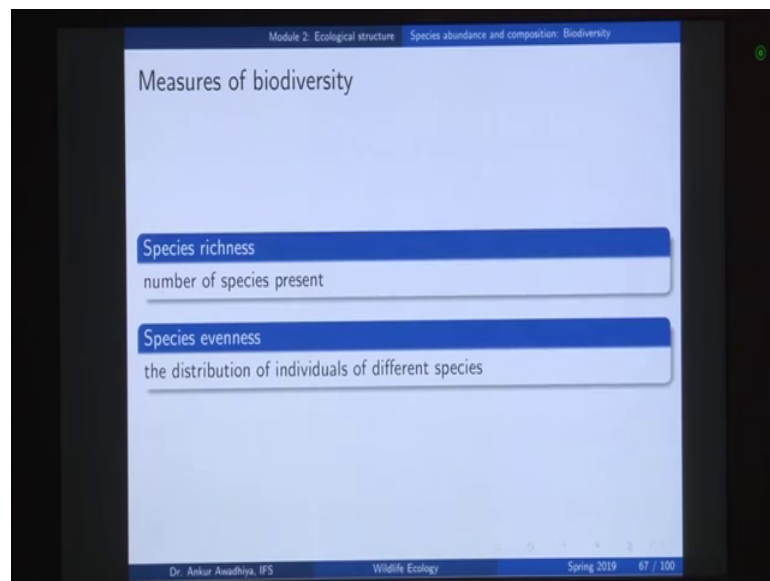 Module 2: Ecological structure Species abundance and composition: Biodiversity
Measures of biodiversity
Species richness
number of species present
Species evenness
the distribution of individuals of different species
Dr. Ankur Awadhiya, IFS Wildlife Ecology Spring 2019 67 / 100